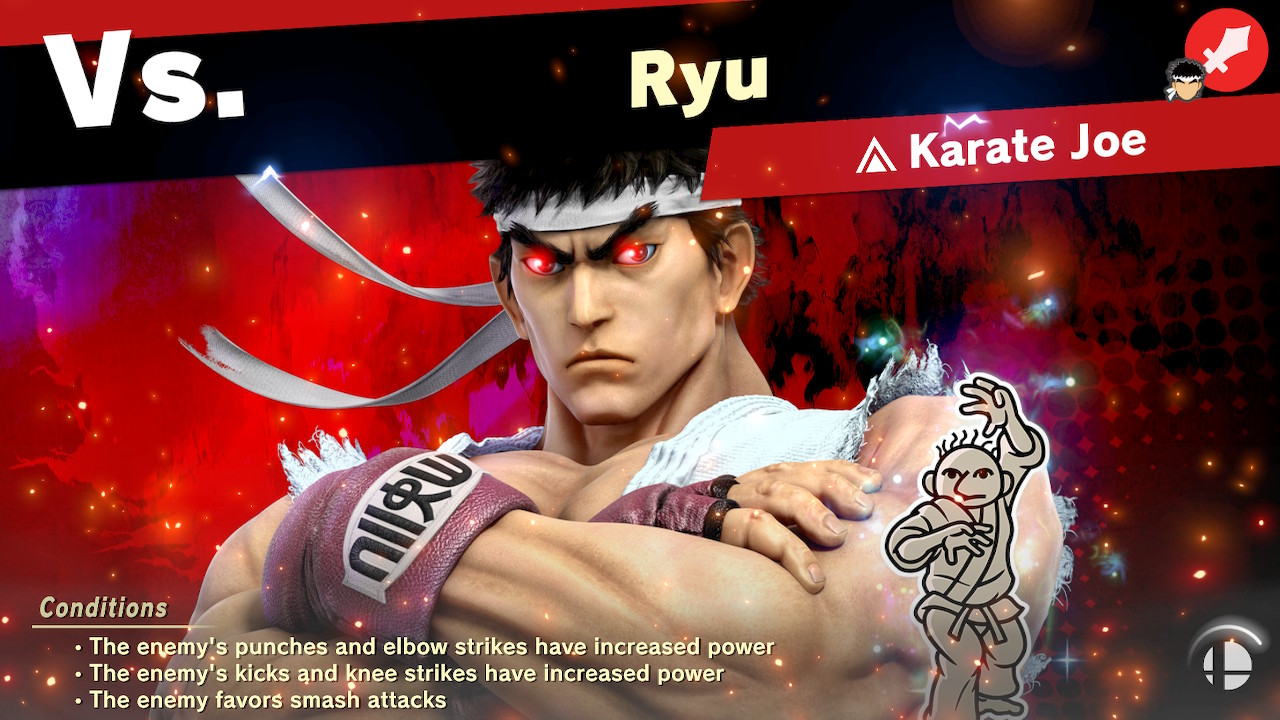 Vs.
Ryu
Karate Joe
Conditions
• The enemy's punches and elbow strikes have increased power
• The enemy's kicks and knee strikes have increased power
• The enemy favors smash attacks